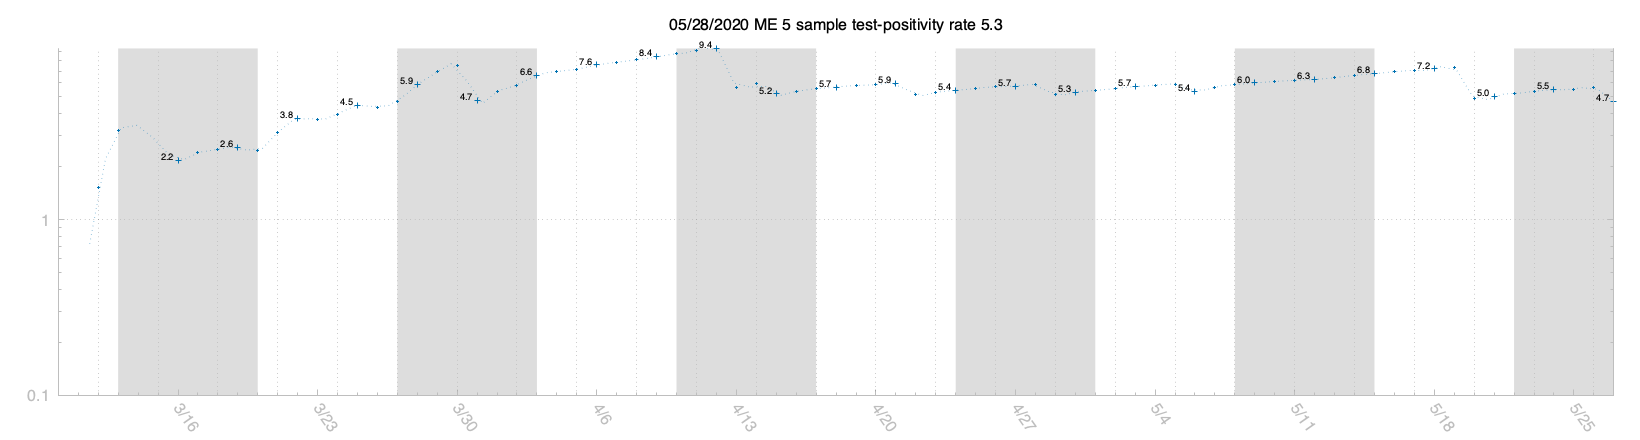 05/28/2020 ME 5 sample test-positivity rate 5.3
2.2 2.6 3.8 4.5 5.9 4.7 6.6 7.6 8.4 9.4 5.2 5.7 5.9 5.4 5.7 5.3 5.7 5.4 6.0 6.3 6.8 7.2 5.0 5.5 4.7
1
0.1
3/16 3/23 3/30 4/6 4/13 4/20 4/27 5/4 5/11 5/18 5/25